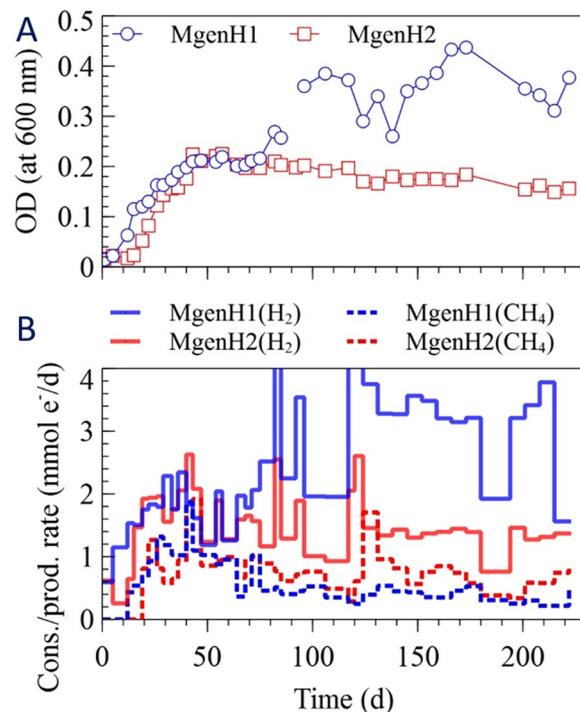 A
MgenH1 MgenH2
0.5
0.4
0.3
0.2
0.1
0
OD (at 600 nm)
B
MgenH1(H₂) MgenH1(CH₄)
MgenH2(H₂) MgenH2(CH₄)
4
3
2
1
0
Cons./prod. rate (mmol e⁻/d)
0 50 100 150 200
Time (d)